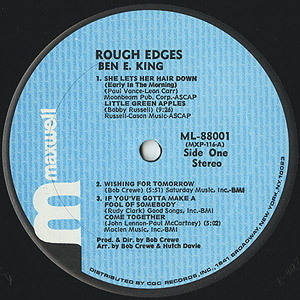 ROUGH EDGES
BEN E. KING
1. SHE LETS HER HAIR DOWN
(Early In The Morning)
(Paul Vance-Leon Carr)
Moonbeam Pub. Corp.-ASCAP
LITTLE GREEN APPLES
(Bobby Russell) (9:26)
Russell-Cason Music-ASCAP
ML-88001
(MXP-116-A)
Side One
Stereo
maxwell
m
2. WISHING FOR TOMORROW
(Bob Crewe) (5:51) Saturday Music, Inc.-BMI
3. IF YOU'VE GOTTA MAKE A
FOOL OF SOMEBODY
(Rudy Clark) Good Songs, Inc.-BMI
COME TOGETHER
(John Lennon-Paul McCartney) (5:02)
Maclen Music, Inc.-BMI
Prod. & Dir. by Bob Crewe
Arr. by Bob Crewe & Hutch Davie
DISTRIBUTED BY CGC RECORDS, INC., 1841 BROADWAY, NEW YORK, N.Y. 10023